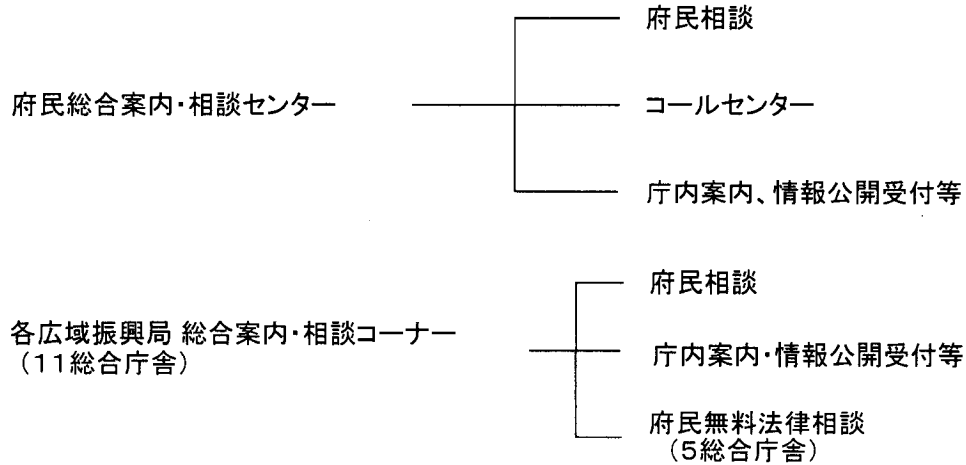 府民総合案内・相談センター
府民相談
コールセンター
庁内案内、情報公開受付等
各広域振興局 総合案内・相談コーナー
（11総合庁舎）
府民相談
庁内案内・情報公開受付等
府民無料法律相談
（5総合庁舎）